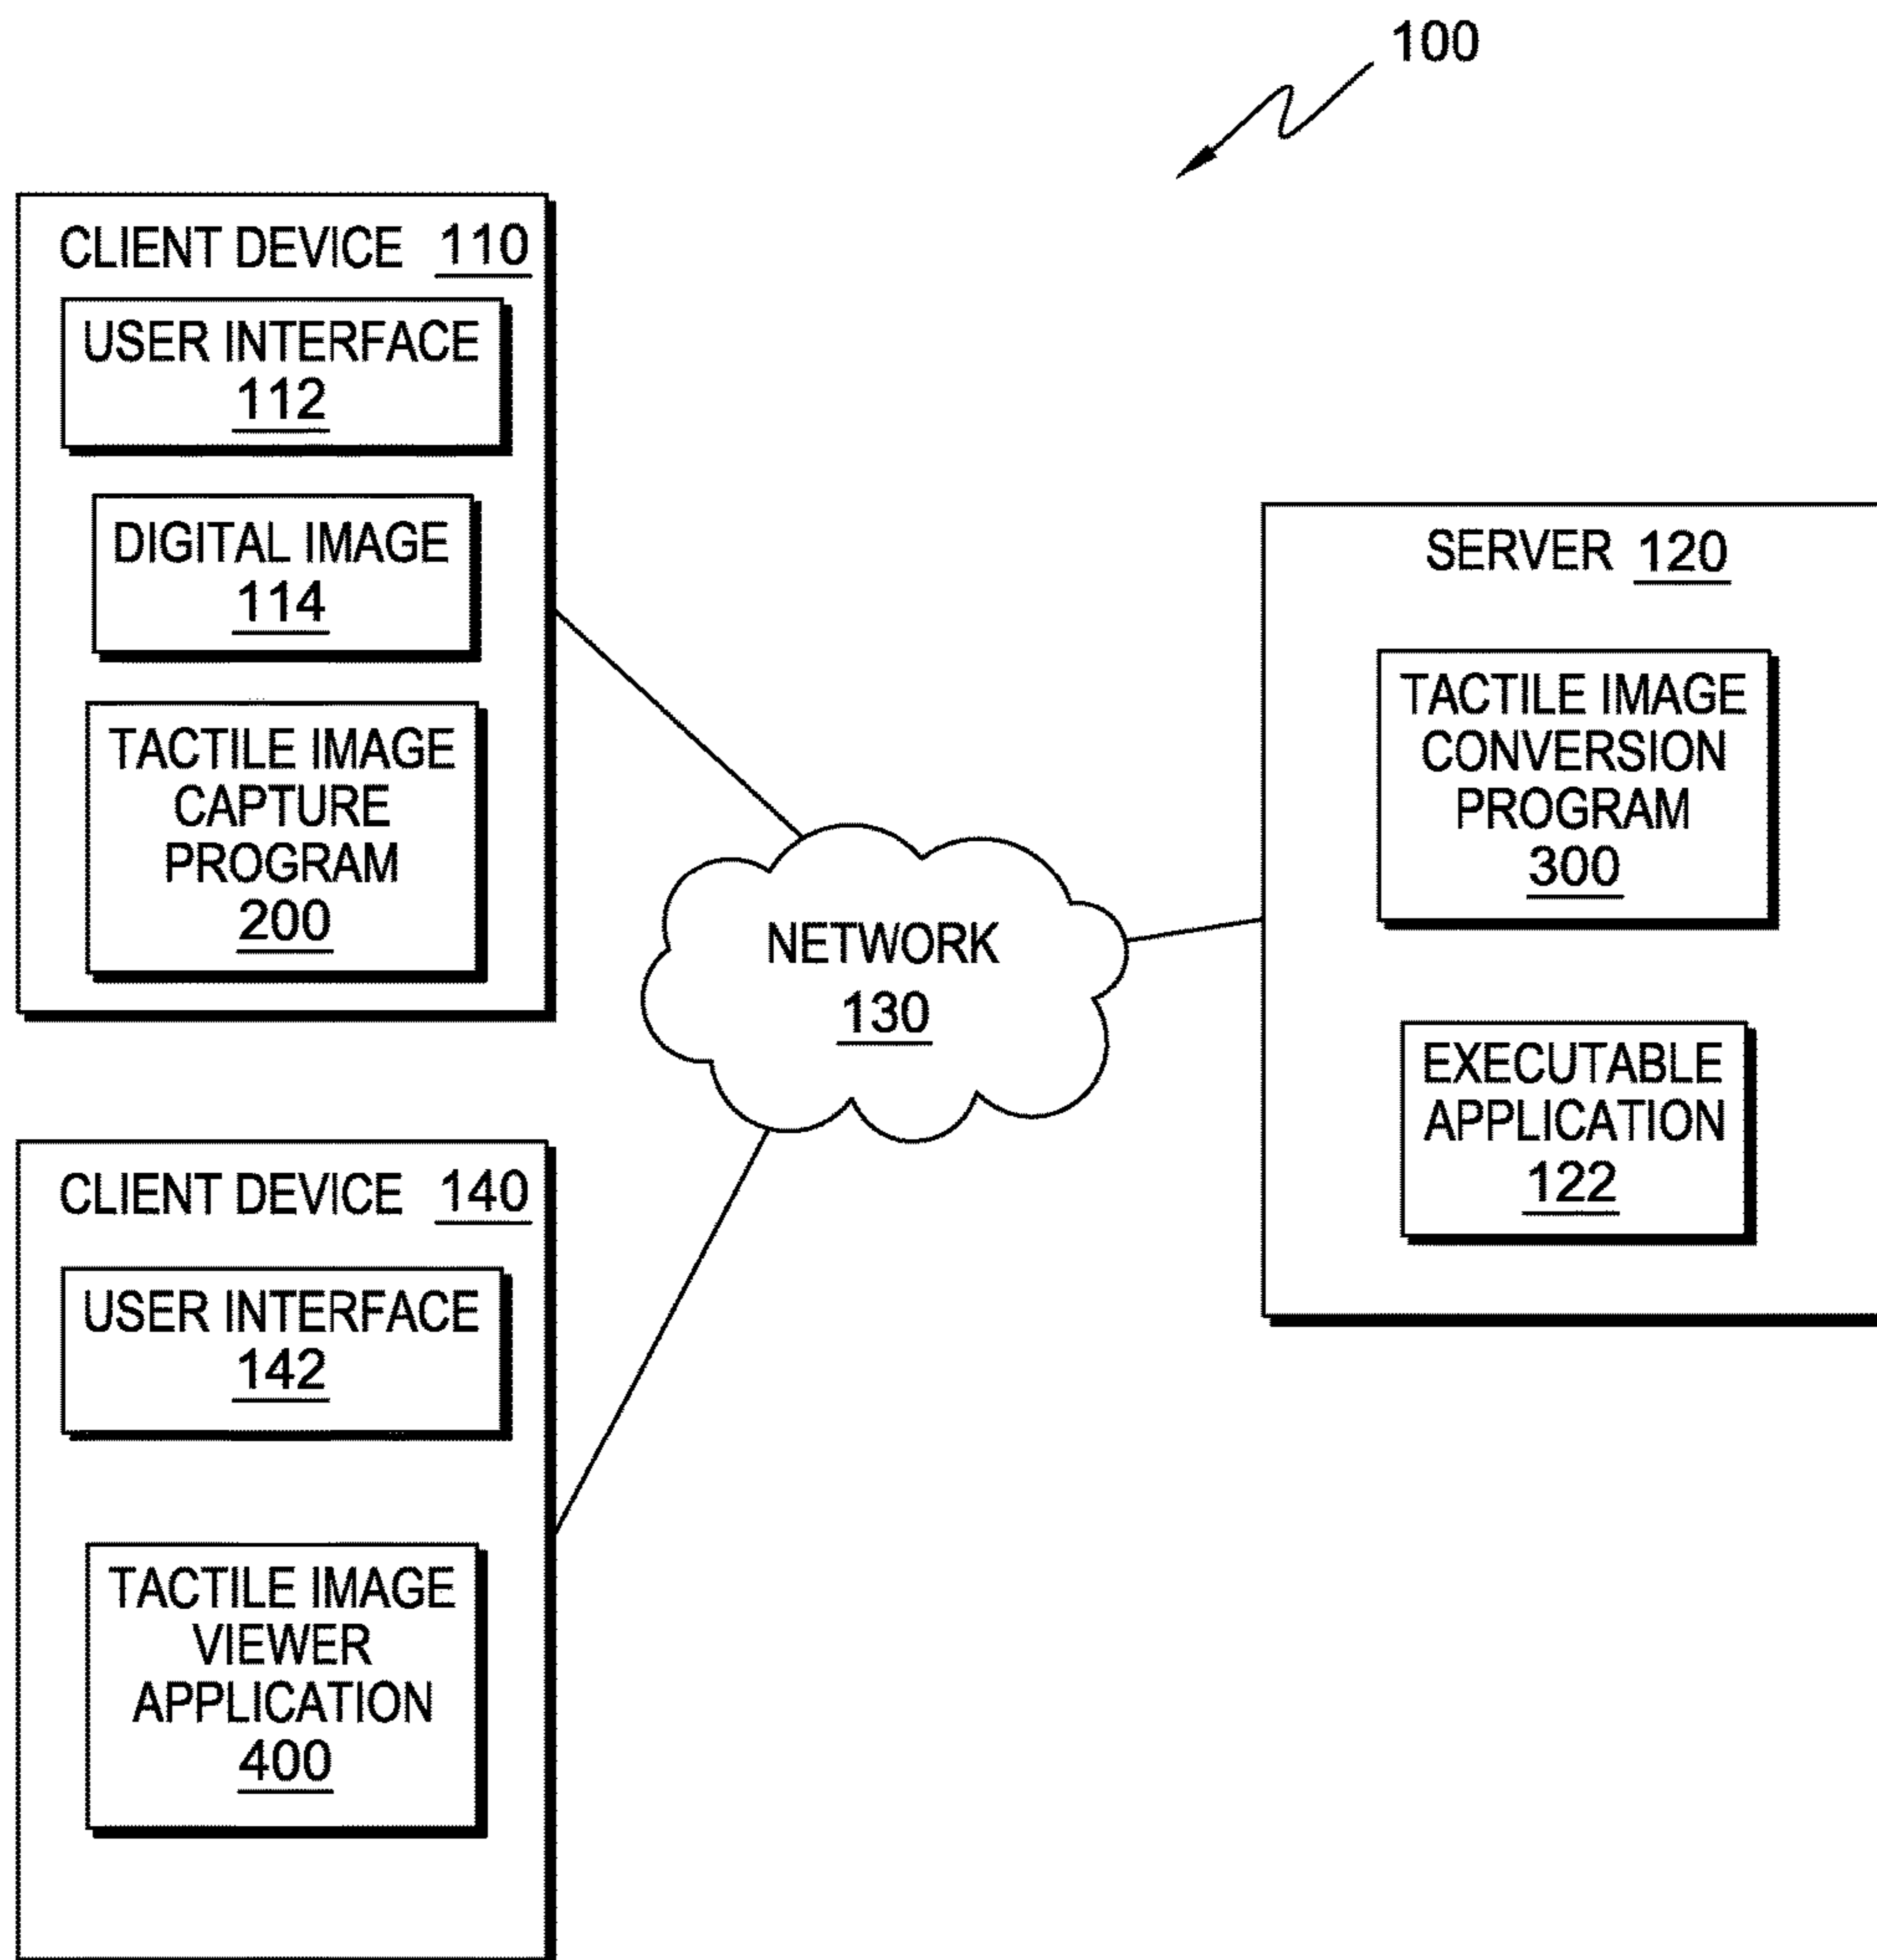 100
CLIENT DEVICE 110
USER INTERFACE
112
DIGITAL IMAGE
114
TACTILE IMAGE
CAPTURE
PROGRAM
200
SERVER 120
TACTILE IMAGE
CONVERSION
PROGRAM
300
EXECUTABLE
APPLICATION
122
NETWORK
130
CLIENT DEVICE 140
USER INTERFACE
142
TACTILE IMAGE
VIEWER
APPLICATION
400